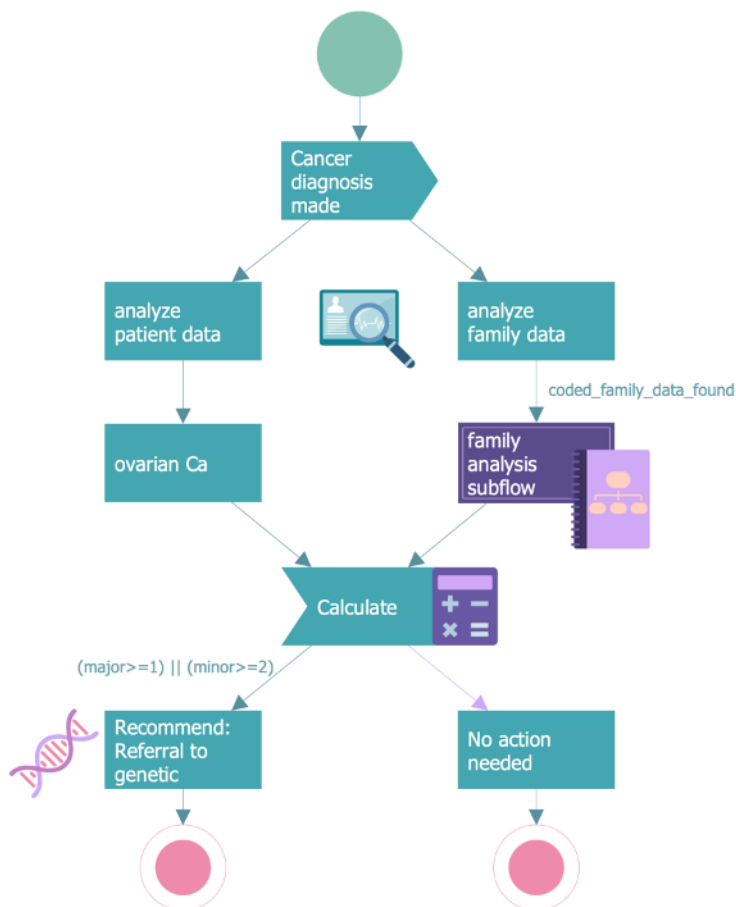 Cancer
diagnosis
made
analyze
patient data
analyze
family data
coded_family_data_found
ovarian Ca
family
analysis
subflow
Calculate
(major>=1) || (minor>=2)
Recommend:
Referral to
genetic
No action
needed